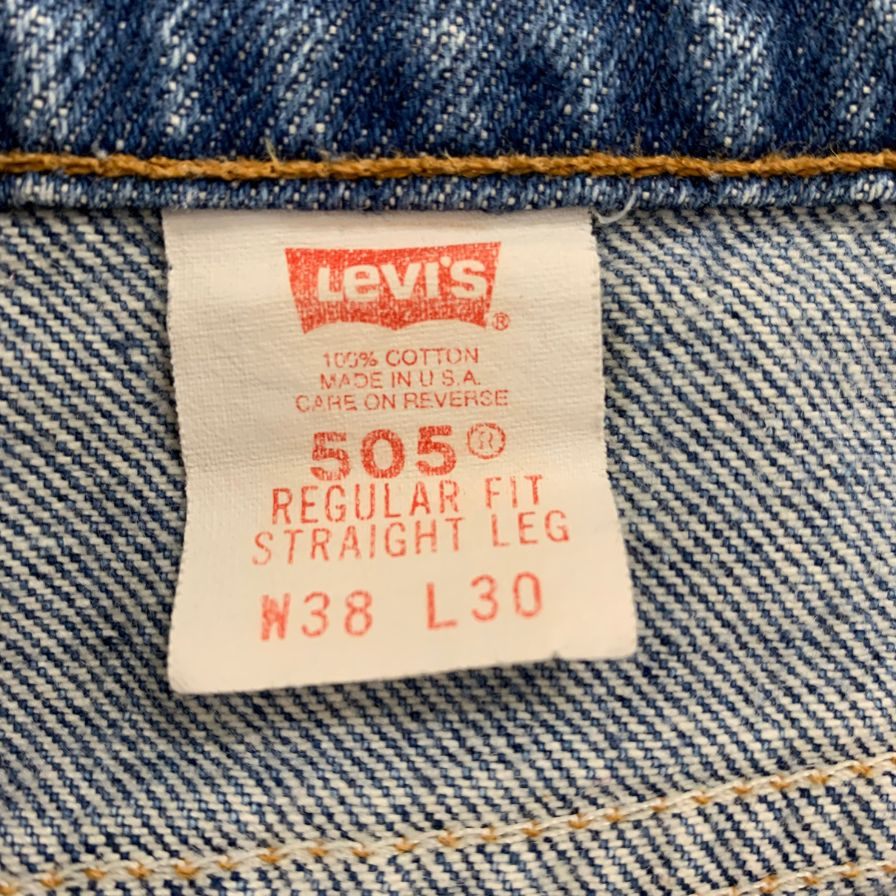 Levi's ®
100% COTTON
MADE IN U.S.A.
CARE ON REVERSE
505®
REGULAR FIT
STRAIGHT LEG
W38 L30